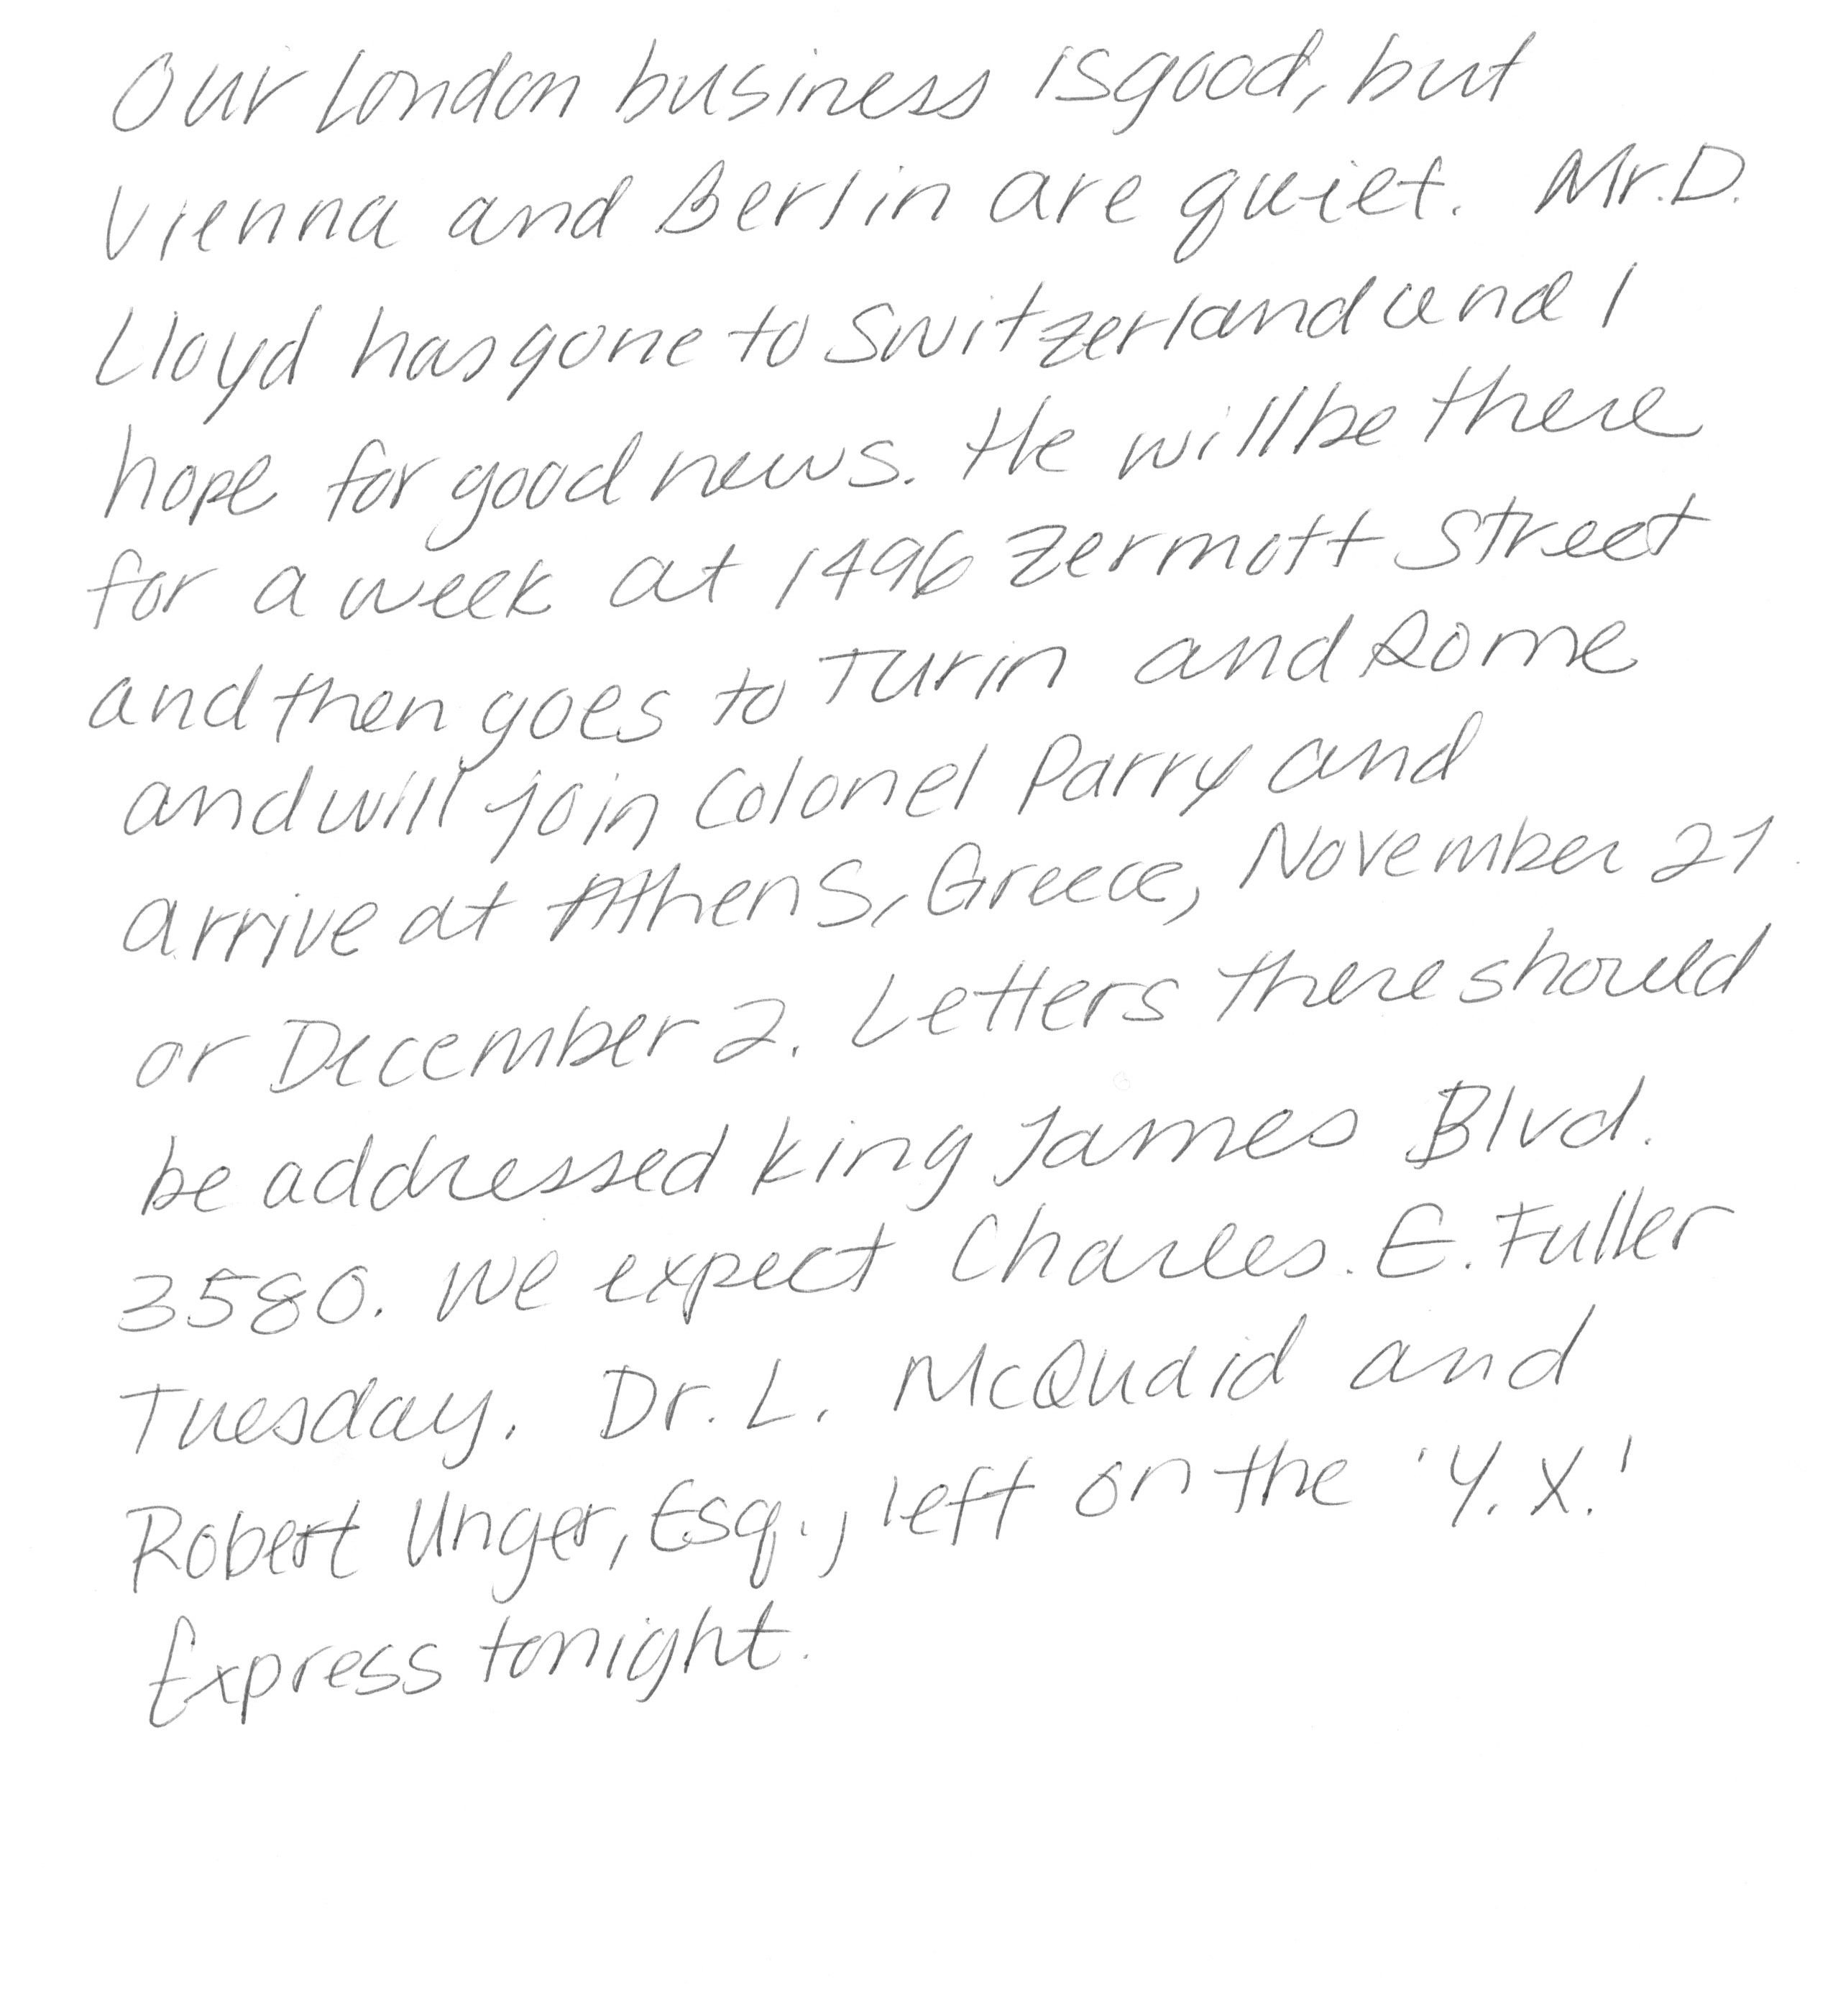 Our London business is good, but
Vienna and Berlin are quiet. Mr. D.
Lloyd has gone to Switzerland and I
hope for good news. He will be there
for a week at 1496 Zermott Street
and then goes to Turin and Rome
and will join Colonel Parry and
arrive at Athens, Greece, November 27
or December 2. Letters there should
be addressed King James Blvd.
3580. We expect Charles. E. Fuller
Tuesday. Dr. L. McQuaid and
Robert Unger, Esq., left on the 'Y.X.'
Express tonight.